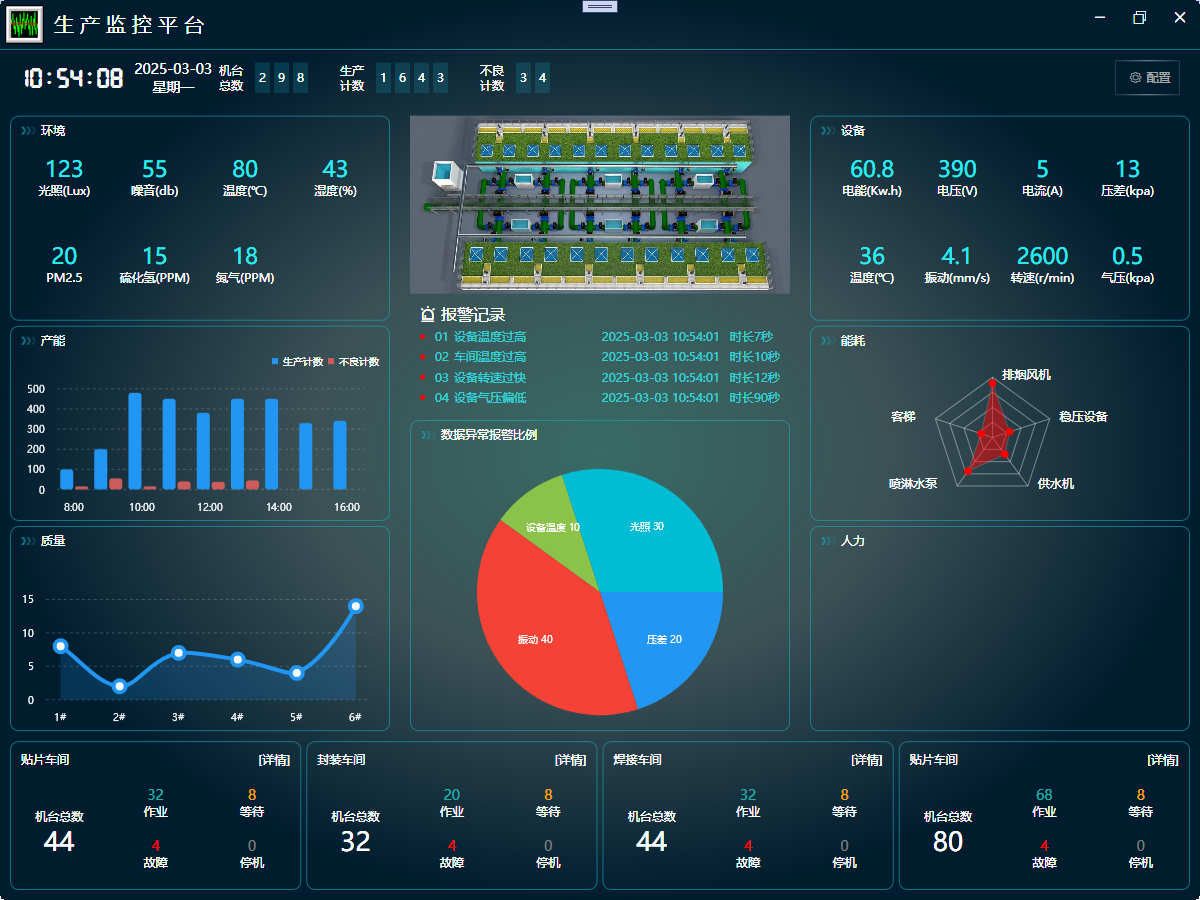 生产监控平台
10:54:08
2025-03-03
星期一
机台
总数
2 9 8
生产
计数
1 6 4 3
不良
计数
3 4
配置
环境
123
光照(Lux)
55
噪音(db)
80
温度(℃)
43
湿度(%)
20
PM2.5
15
硫化氢(PPM)
18
氮气(PPM)
产能
生产计数 不良计数
500
400
300
200
100
0
8:00 10:00 12:00 14:00 16:00
质量
15
10
5
0
1# 2# 3# 4# 5# 6#
报警记录
01 设备温度过高 2025-03-03 10:54:01 时长7秒
02 车间温度过高 2025-03-03 10:54:01 时长10秒
03 设备转速过快 2025-03-03 10:54:01 时长12秒
04 设备气压偏低 2025-03-03 10:54:01 时长90秒
数据异常报警比例
设备温度 10
光照 30
振动 40
压差 20
设备
60.8
电能(Kw.h)
390
电压(V)
5
电流(A)
13
压差(kpa)
36
温度(℃)
4.1
振动(mm/s)
2600
转速(r/min)
0.5
气压(kpa)
能耗
排烟风机
客梯
稳压设备
喷淋水泵
供水机
人力
贴片车间 [详情]
机台总数
44
32
作业
8
等待
4
故障
0
停机
封装车间 [详情]
机台总数
32
20
作业
8
等待
4
故障
0
停机
焊接车间 [详情]
机台总数
44
32
作业
8
等待
4
故障
0
停机
贴片车间 [详情]
机台总数
80
68
作业
8
等待
4
故障
0
停机